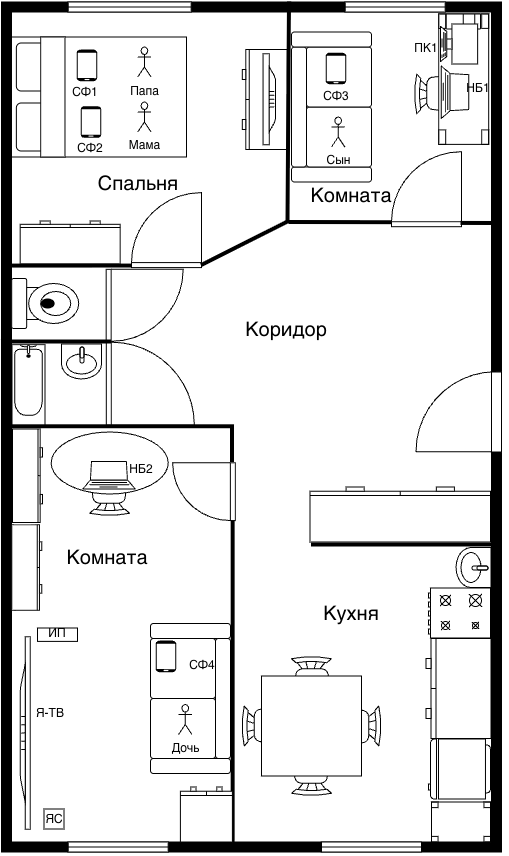 СФ1
Папа
СФ2
Мама
Спальня
ПК1
НБ1
СФ3
Сын
Комната
Коридор
НБ2
Комната
ИП
Я-ТВ
ЯС
СФ4
Дочь
Кухня